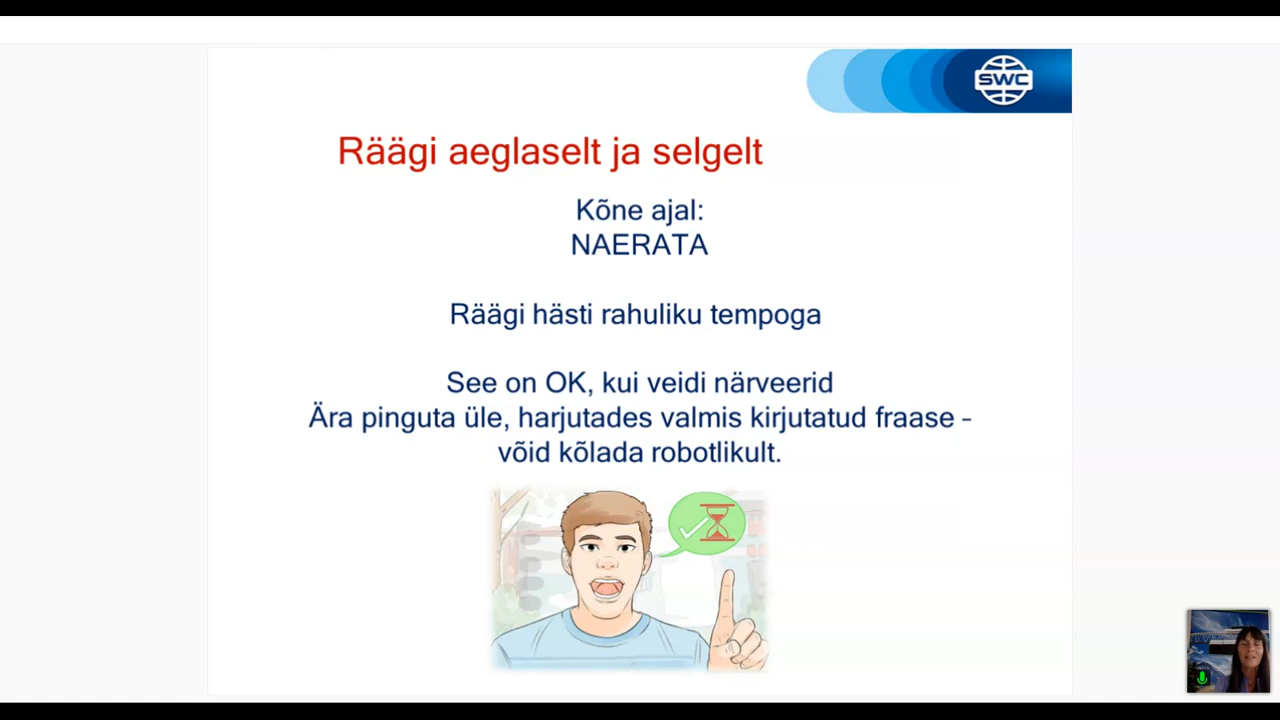 SWC
Räägi aeglaselt ja selgelt
Kõne ajal:
NAERATA
Räägi hästi rahuliku tempoga
See on OK, kui veidi närveerid
Ära pinguta üle, harjutades valmis kirjutatud fraase –
võid kõlada robotlikult.